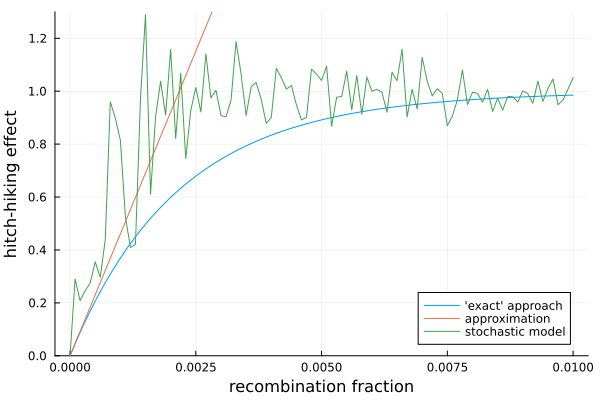 hitch-hiking effect
1.2
1.0
0.8
0.6
0.4
0.2
0.0
0.0000
0.0025
0.0050
0.0075
0.0100
recombination fraction
'exact' approach
approximation
stochastic model